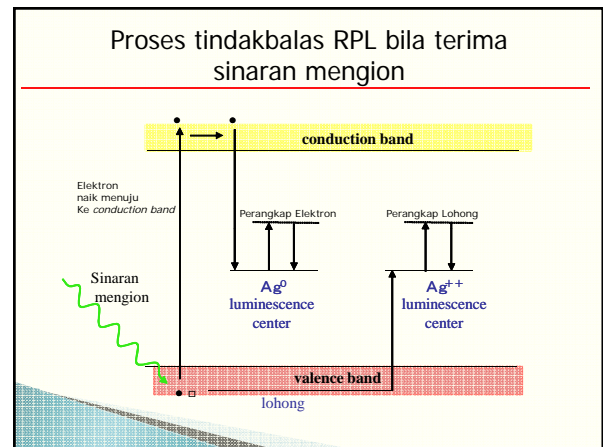 Proses tindakbalas RPL bila terima
sinaran mengion
conduction band
Elektron
naik menuju
Ke conduction band
Perangkap Elektron
Perangkap Lohong
Sinaran
mengion
Ag⁰
luminescence
center
Ag⁺⁺
luminescence
center
valence band
lohong